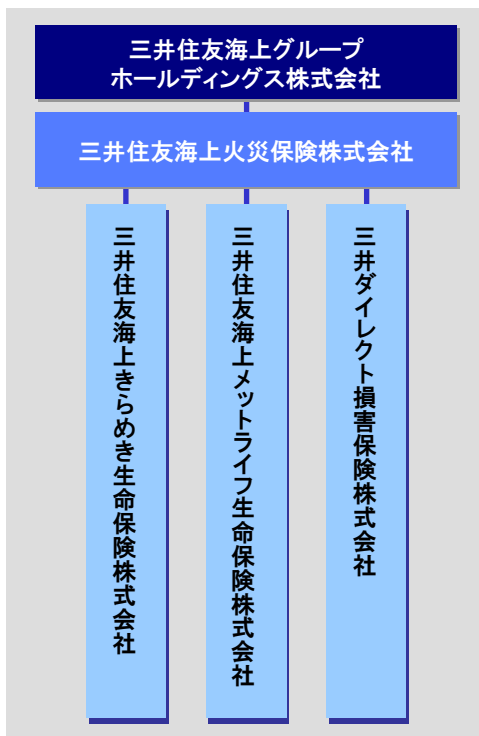 三井住友海上グループ
ホールディングス株式会社
三井住友海上火災保険株式会社
三井住友海上きらめき生命保険株式会社
三井住友海上メットライフ生命保険株式会社
三井ダイレクト損害保険株式会社